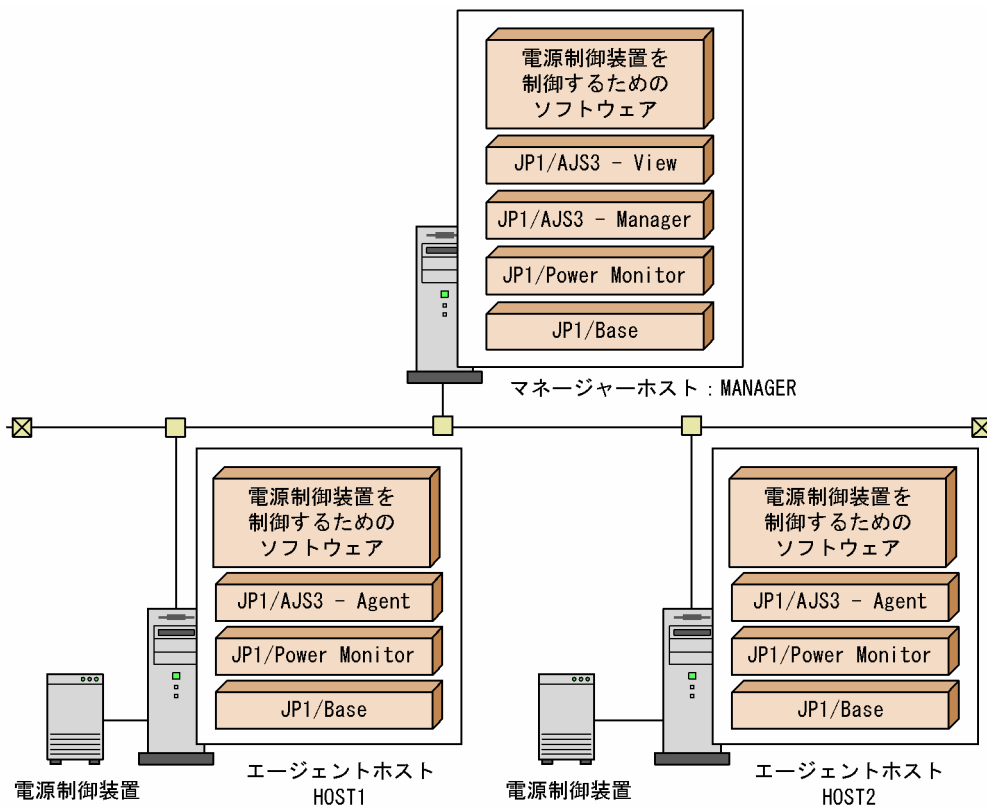 電源制御装置を
制御するための
ソフトウェア
JP1/AJS3 - View
JP1/AJS3 - Manager
JP1/Power Monitor
JP1/Base
マネージャーホスト：MANAGER
電源制御装置を
制御するための
ソフトウェア
JP1/AJS3 - Agent
JP1/Power Monitor
JP1/Base
電源制御装置
エージェントホスト
HOST1
電源制御装置を
制御するための
ソフトウェア
JP1/AJS3 - Agent
JP1/Power Monitor
JP1/Base
電源制御装置
エージェントホスト
HOST2